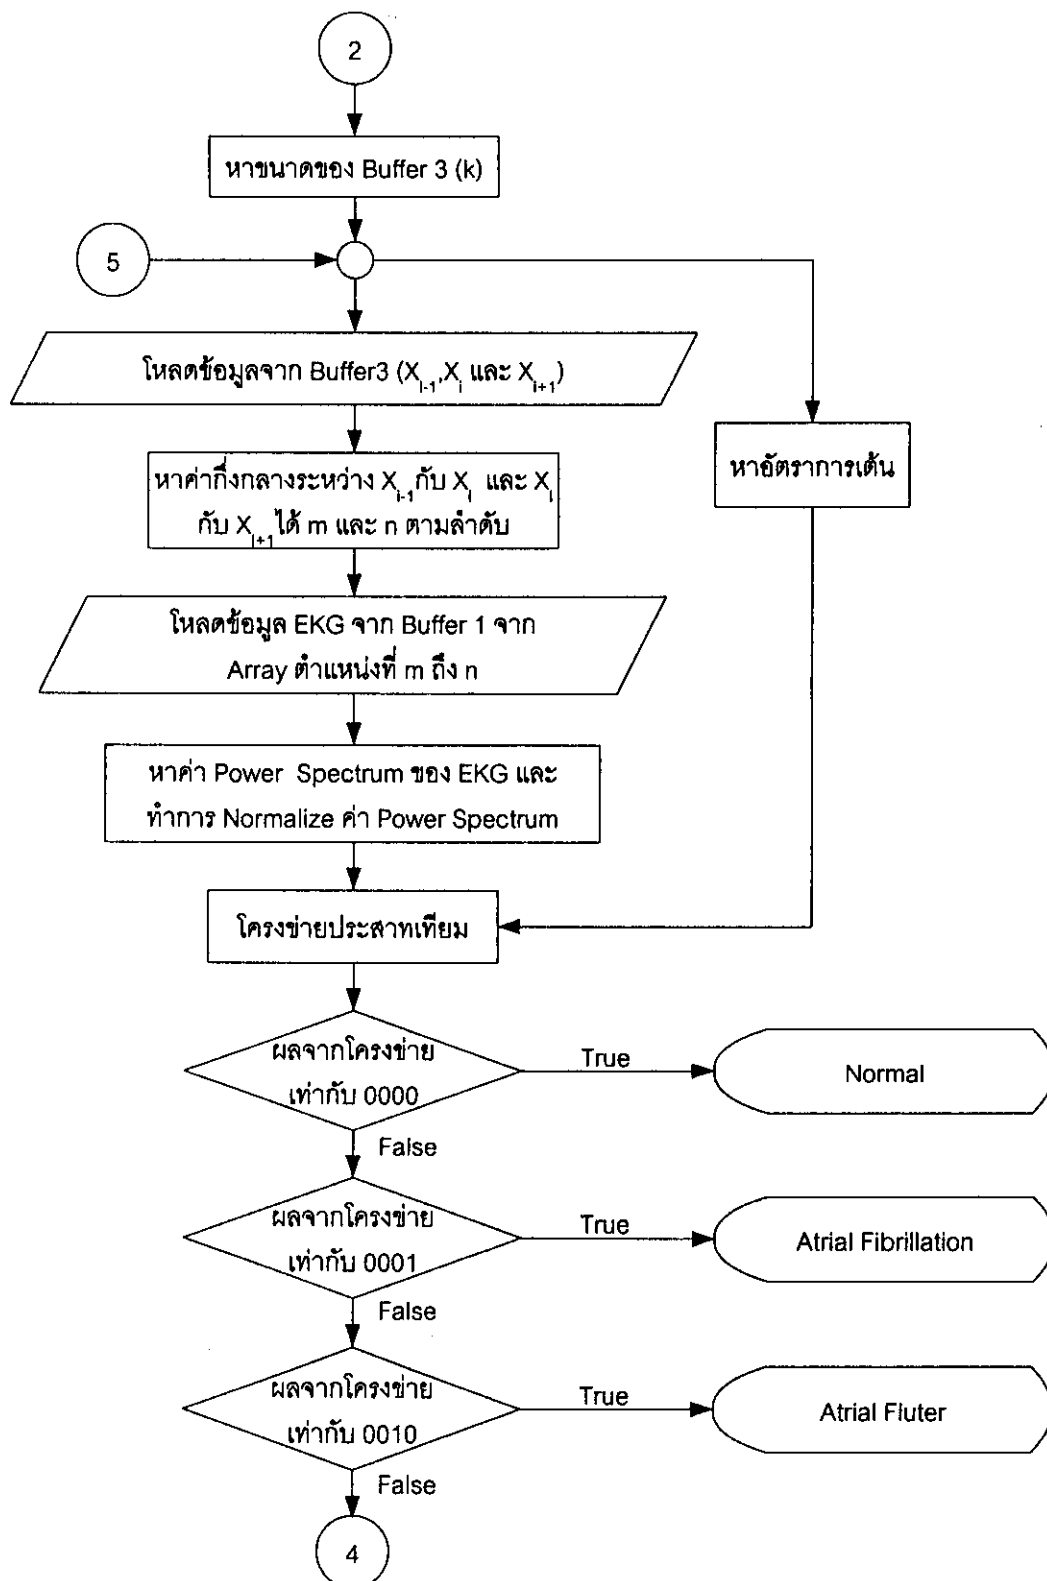 2
หาขนาดของ Buffer 3 (k)
5
โหลดข้อมูลจาก Buffer3 (X_{i-1},X_i และ X_{i+1})
หาค่ากึ่งกลางระหว่าง X_{i-1} กับ X_i และ X_i
กับ X_{i+1} ได้ m และ n ตามลำดับ
หาอัตราการเต้น
โหลดข้อมูล EKG จาก Buffer 1 จาก
Array ตำแหน่งที่ m ถึง n
หาค่า Power Spectrum ของ EKG และ
ทำการ Normalize ค่า Power Spectrum
โครงข่ายประสาทเทียม
ผลจากโครงข่าย
เท่ากับ 0000
True
Normal
False
ผลจากโครงข่าย
เท่ากับ 0001
True
Atrial Fibrillation
False
ผลจากโครงข่าย
เท่ากับ 0010
True
Atrial Fluter
False
4